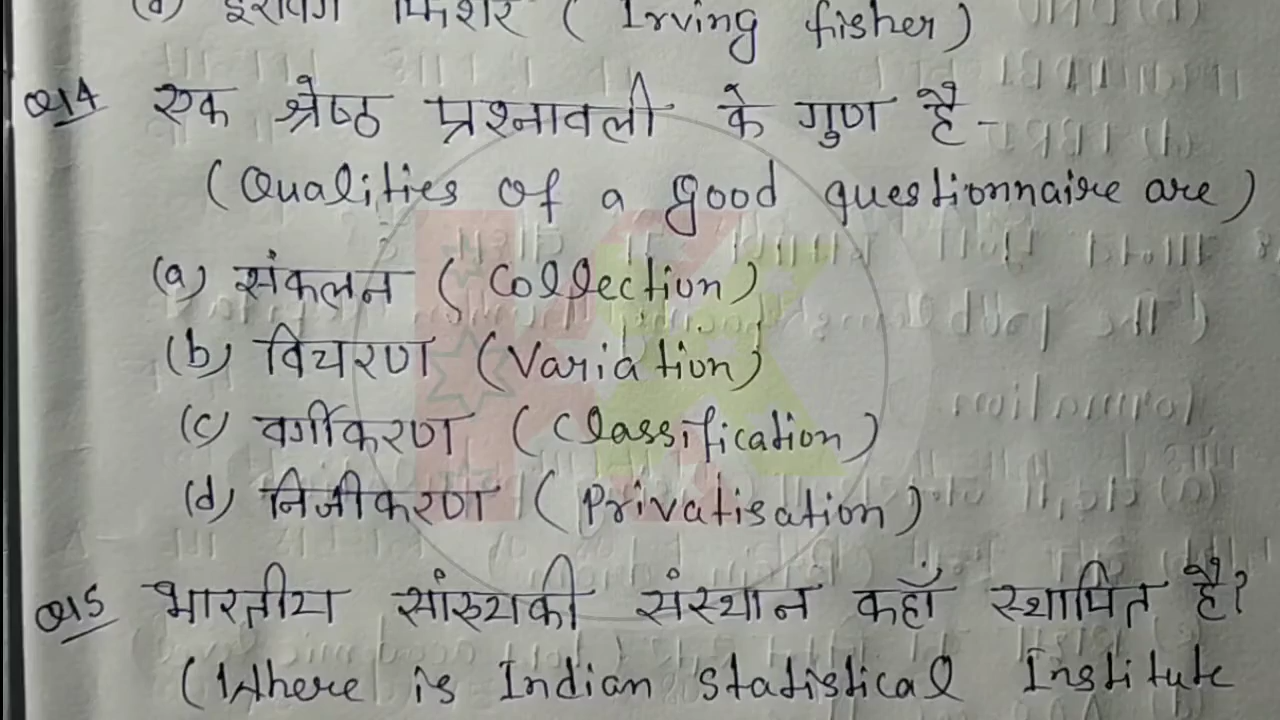 (d) इरविंग फिशर ( Irving fisher)
Q14 एक श्रेष्ठ प्रश्नावली के गुण है-
(Qualities of a good questionnaire are)
(a) संकलन ( Collection)
(b) विचरण (Variation)
(c) वर्गीकरण ( Classification)
(d) निजीकरण ( Privatisation)
Q15 भारतीय सांख्यकी संस्थान कहाँ स्थापित है?
(Where is Indian statistical Institute